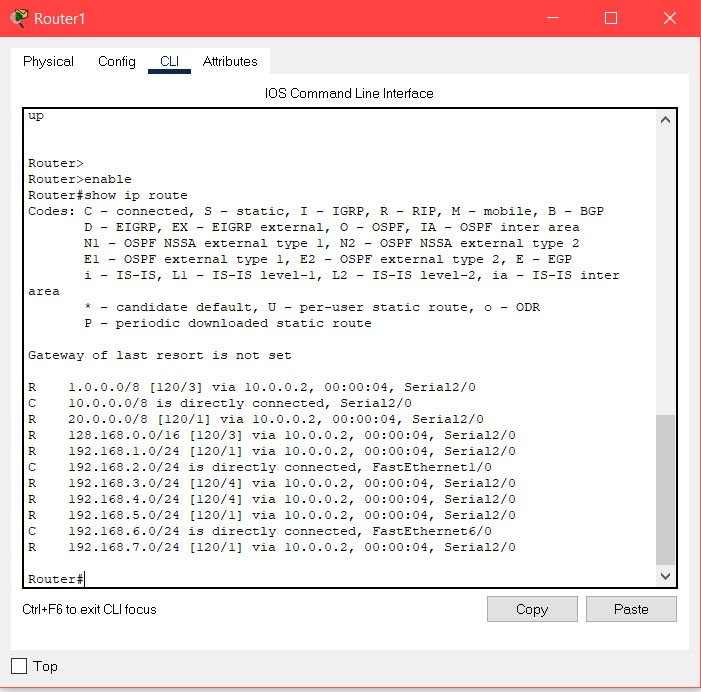 Router1
Physical Config CLI Attributes
IOS Command Line Interface
up
Router>
Router>enable
Router#show ip route
Codes: C - connected, S - static, I - IGRP, R - RIP, M - mobile, B - BGP
D - EIGRP, EX - EIGRP external, O - OSPF, IA - OSPF inter area
N1 - OSPF NSSA external type 1, N2 - OSPF NSSA external type 2
E1 - OSPF external type 1, E2 - OSPF external type 2, E - EGP
i - IS-IS, L1 - IS-IS level-1, L2 - IS-IS level-2, ia - IS-IS inter
area
* - candidate default, U - per-user static route, o - ODR
P - periodic downloaded static route
Gateway of last resort is not set
R 1.0.0.0/8 [120/3] via 10.0.0.2, 00:00:04, Serial2/0
C 10.0.0.0/8 is directly connected, Serial2/0
R 20.0.0.0/8 [120/1] via 10.0.0.2, 00:00:04, Serial2/0
R 128.168.0.0/16 [120/3] via 10.0.0.2, 00:00:04, Serial2/0
R 192.168.1.0/24 [120/1] via 10.0.0.2, 00:00:04, Serial2/0
C 192.168.2.0/24 is directly connected, FastEthernet1/0
R 192.168.3.0/24 [120/4] via 10.0.0.2, 00:00:04, Serial2/0
R 192.168.4.0/24 [120/4] via 10.0.0.2, 00:00:04, Serial2/0
R 192.168.5.0/24 [120/1] via 10.0.0.2, 00:00:04, Serial2/0
C 192.168.6.0/24 is directly connected, FastEthernet6/0
R 192.168.7.0/24 [120/1] via 10.0.0.2, 00:00:04, Serial2/0
Router#
Ctrl+F6 to exit CLI focus
Copy Paste
Top